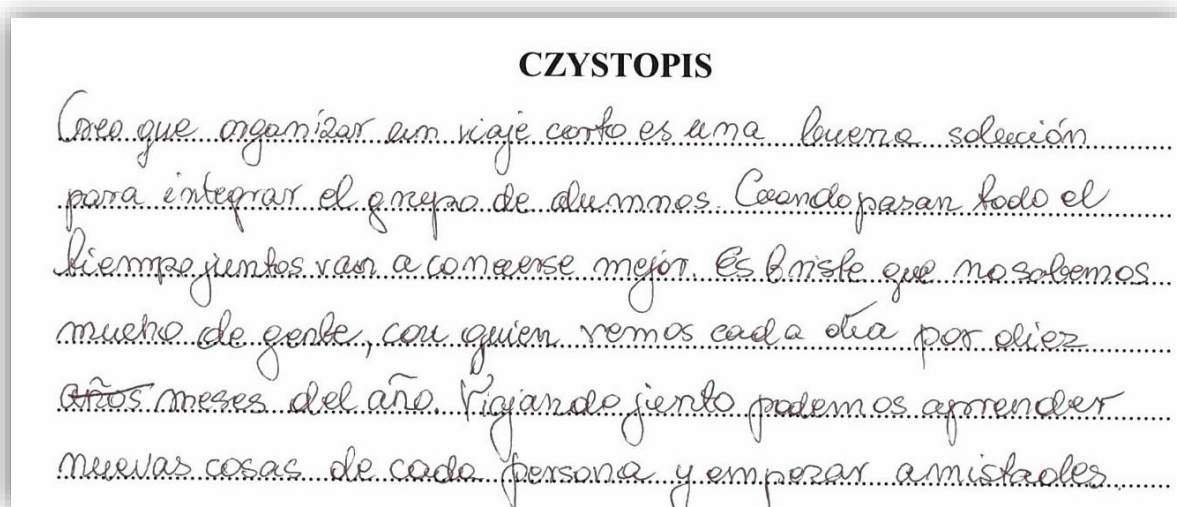 CZYSTOPIS
Creo que organizar un viaje corto es una buena solución
para integrar el grupo de alumnos. Cuando pasan todo el
tiempo juntos van a conocerse mejor. Es triste que no sabemos
mucho de gente, con quien vemos cada día por diez
años meses del año. Viajando junto podemos aprender
nuevas cosas de cada persona y empezar amistades.